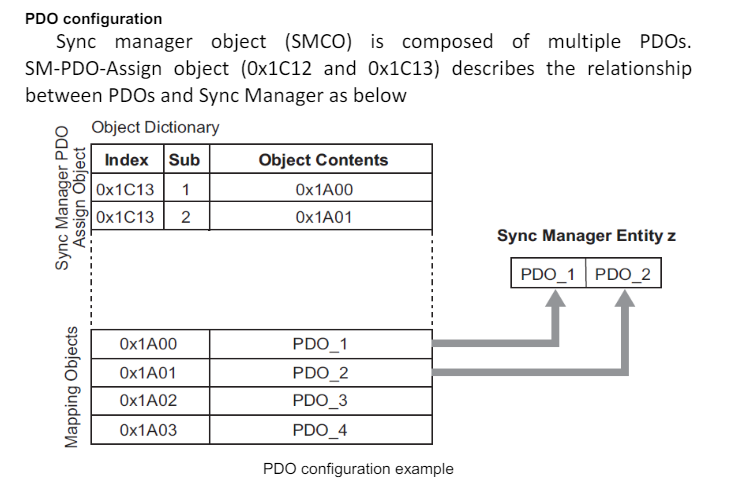 PDO configuration
Sync manager object (SMCO) is composed of multiple PDOs.
SM-PDO-Assign object (0x1C12 and 0x1C13) describes the relationship
between PDOs and Sync Manager as below
Object Dictionary
Sync Manager PDO
Assign Object
Index Sub Object Contents
0x1C13 1 0x1A00
0x1C13 2 0x1A01
Sync Manager Entity z
PDO_1 PDO_2
Mapping Objects
0x1A00 PDO_1
0x1A01 PDO_2
0x1A02 PDO_3
0x1A03 PDO_4
PDO configuration example